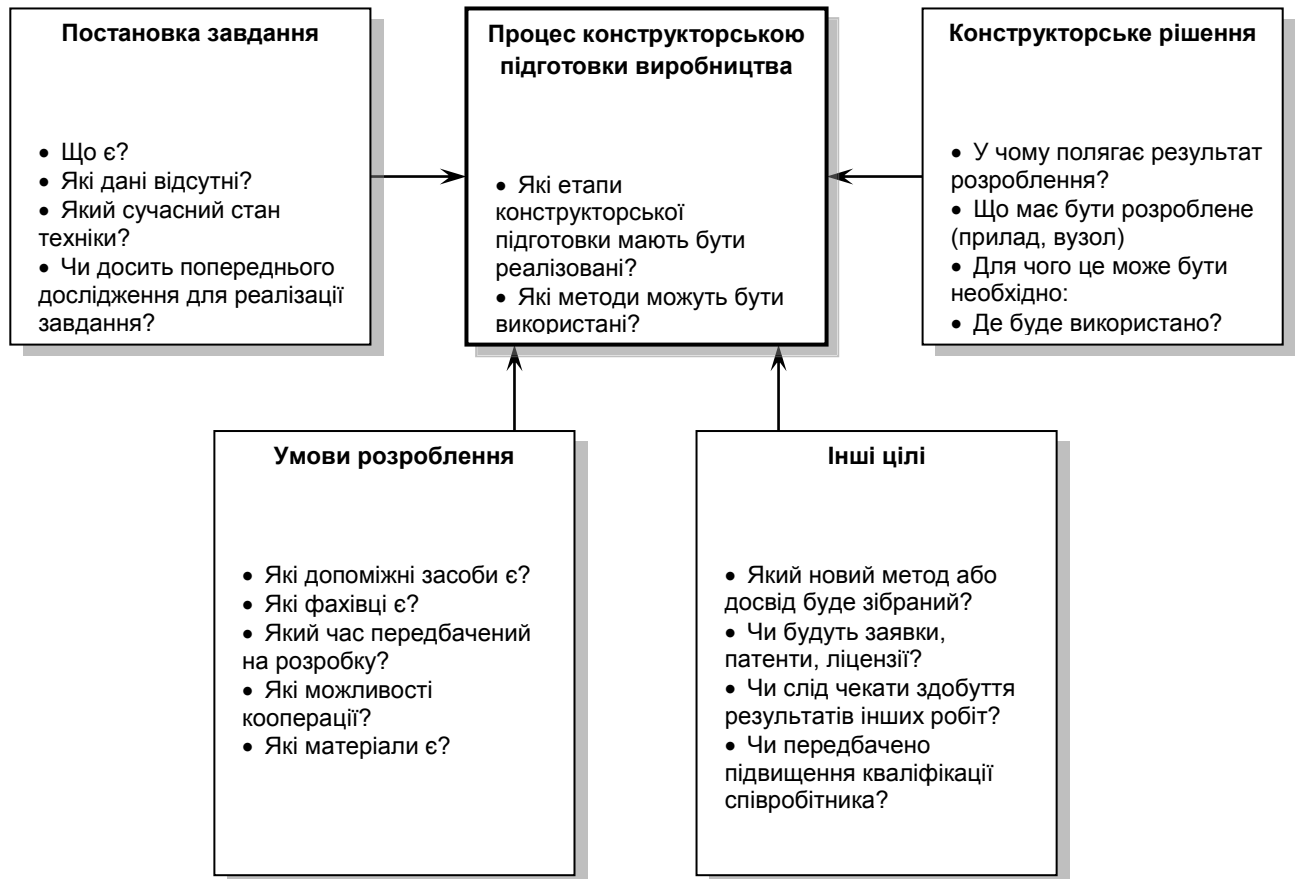 Постановка завдання
• Що є?
• Які дані відсутні?
• Який сучасний стан
техніки?
• Чи досить попереднього
дослідження для реалізації
завдання?
Процес конструкторською
підготовки виробництва
• Які етапи
конструкторської
підготовки мають бути
реалізовані?
• Які методи можуть бути
використані?
Конструкторське рішення
• У чому полягає результат
розроблення?
• Що має бути розроблене
(прилад, вузол)
• Для чого це може бути
необхідно:
• Де буде використано?
Умови розроблення
• Які допоміжні засоби є?
• Які фахівці є?
• Який час передбачений
на розробку?
• Які можливості
кооперації?
• Які матеріали є?
Інші цілі
• Який новий метод або
досвід буде зібраний?
• Чи будуть заявки,
патенти, ліцензії?
• Чи слід чекати здобуття
результатів інших робіт?
• Чи передбачено
підвищення кваліфікації
співробітника?